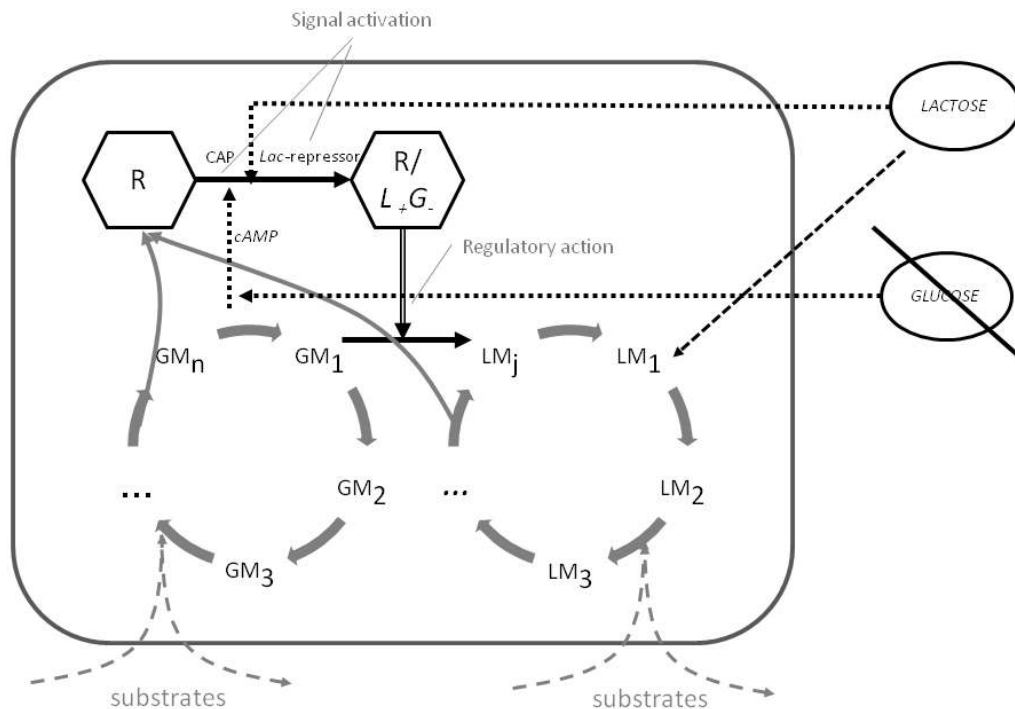 Signal activation
LACTOSE
CAP
Lac-repressor
R
R/
L +G-
cAMP
Regulatory action
GLUCOSE
GMn
GM1
LMj
LM1
...
GM2
...
LM2
GM3
LM3
substrates
substrates